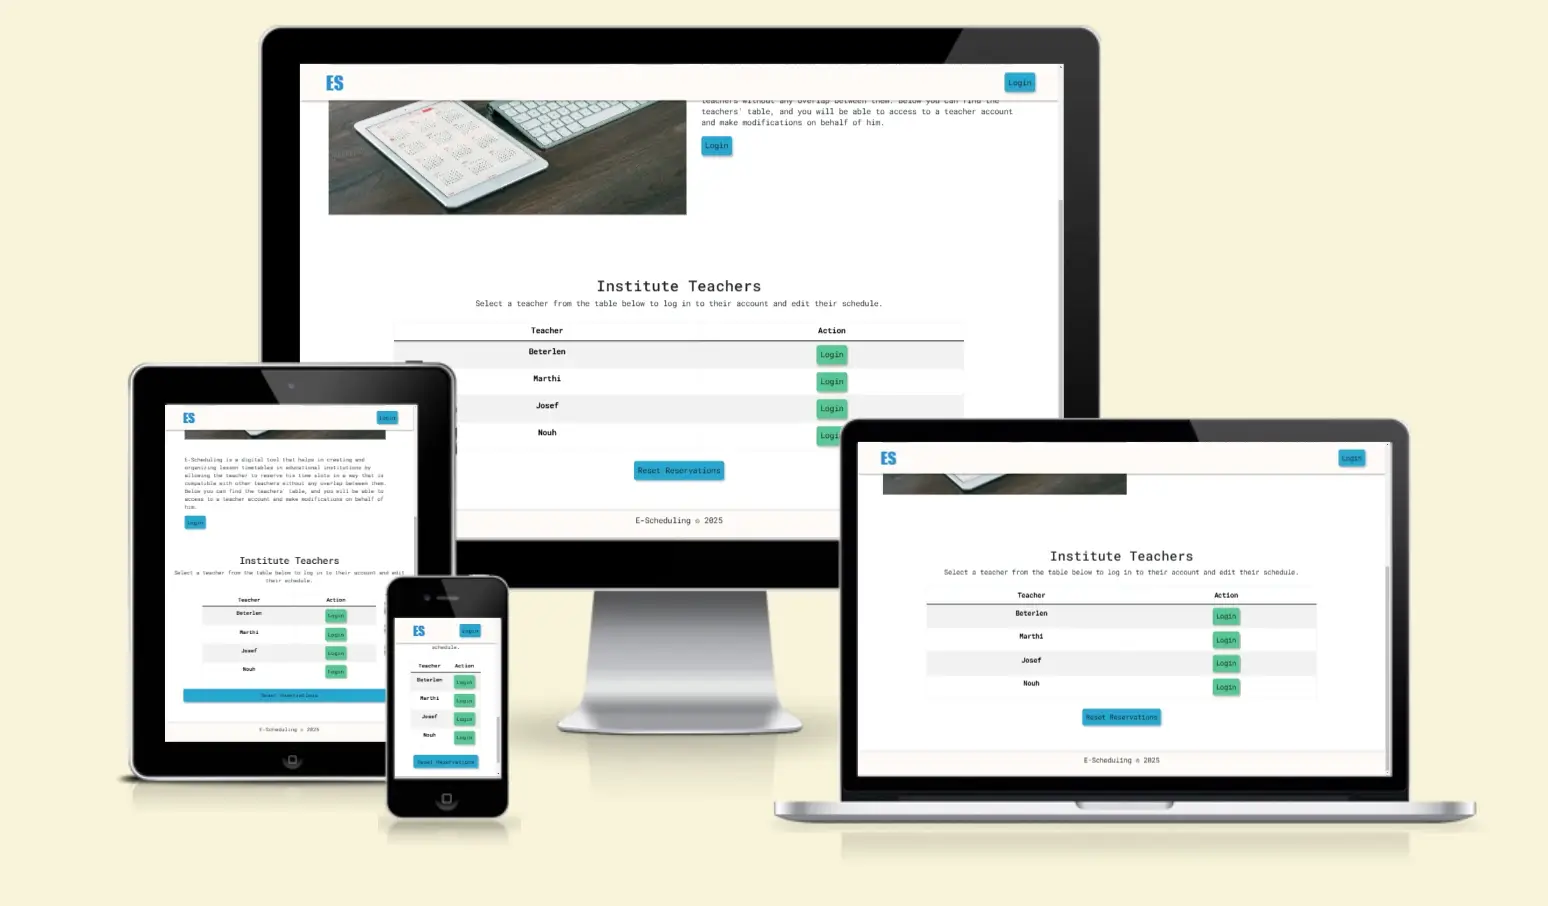 ES
Login
teachers without any overlap between them. Below you can find the
teachers' table, and you will be able to access to a teacher account
and make modifications on behalf of him.
Login
Institute Teachers
Select a teacher from the table below to log in to their account and edit their schedule.
Teacher Action
Beterlen Login
Marthi Login
Josef Login
Nouh Login
Reset Reservations
E-Scheduling © 2025
ES
Login
E-Scheduling is a digital tool that helps in creating and
organizing lesson timetables in educational institutions by
allowing the teacher to reserve his time slots in a way that is
compatible with other teachers without any overlap between them.
Below you can find the teachers' table, and you will be able to
access to a teacher account and make modifications on behalf of
him.
Login
Institute Teachers
Select a teacher from the table below to log in to their account and edit
their schedule.
Teacher Action
Beterlen Login
Marthi Login
Josef Login
Nouh Login
Reset Reservations
E-Scheduling © 2025
ES
Login
schedule.
Teacher Action
Beterlen Login
Marthi Login
Josef Login
Nouh Login
Reset Reservations
ES
Login
Institute Teachers
Select a teacher from the table below to log in to their account and edit their schedule.
Teacher Action
Beterlen Login
Marthi Login
Josef Login
Nouh Login
Reset Reservations
E-Scheduling © 2025